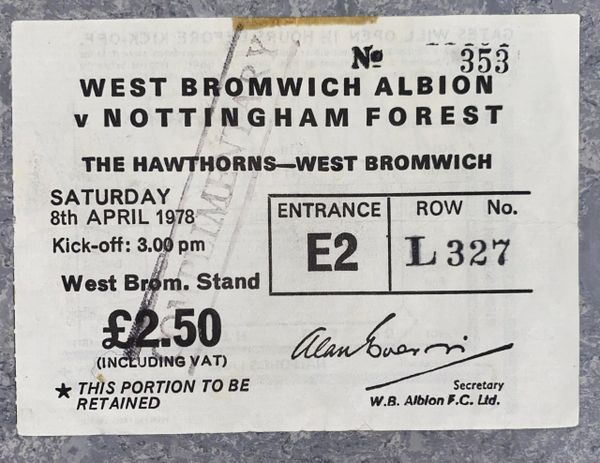 No 353
WEST BROMWICH ALBION
v NOTTINGHAM FOREST
THE HAWTHORNS—WEST BROMWICH
SATURDAY
8th APRIL 1978
Kick-off: 3.00 pm
West Brom. Stand
ENTRANCE
E2
ROW No.
L 327
£2.50
(INCLUDING VAT)
★ THIS PORTION TO BE
RETAINED
Secretary
W.B. Albion F.C. Ltd.
COMPLIMENTARY